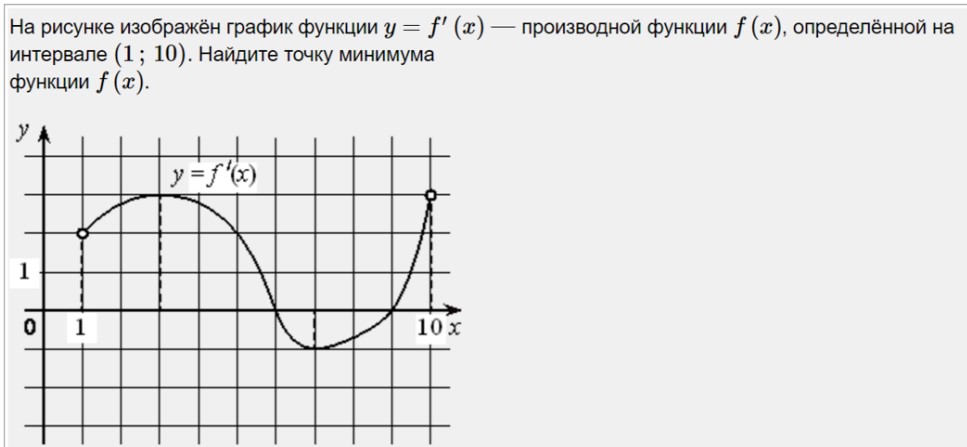 На рисунке изображён график функции y = f′ (x) — производной функции f (x), определённой на
интервале (1 ; 10). Найдите точку минимума
функции f (x).
y
y = f′(x)
1
0 1 10 x